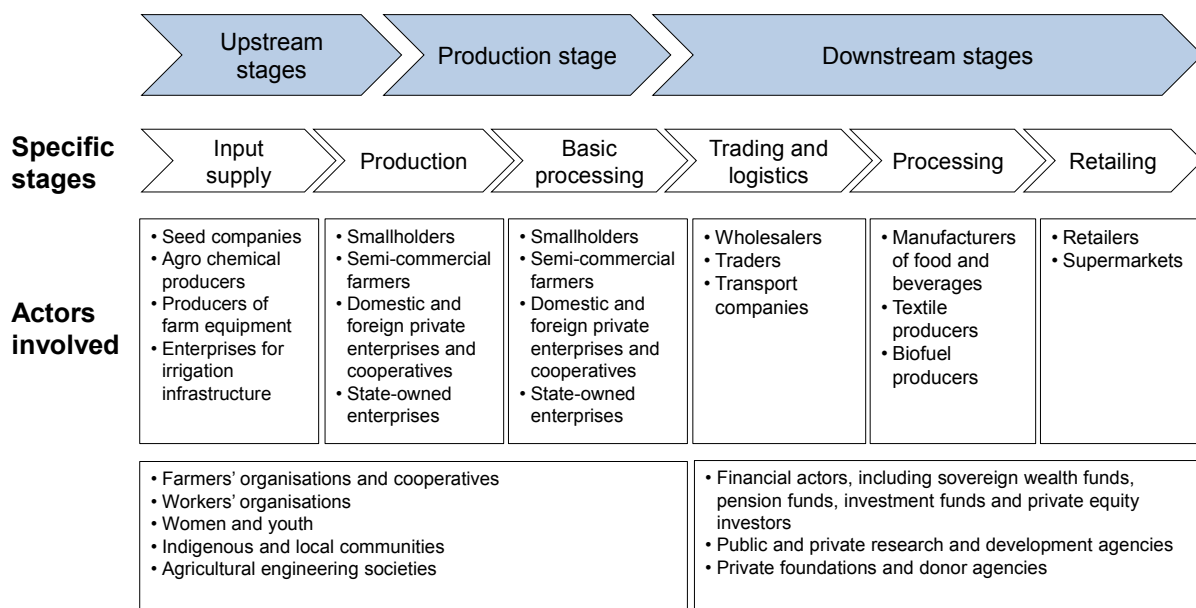 Upstream
stages
Production stage
Downstream stages
Specific
stages
Input
supply
Production
Basic
processing
Trading and
logistics
Processing
Retailing
Actors
involved
• Seed companies
• Agro chemical
producers
• Producers of
farm equipment
• Enterprises for
irrigation
infrastructure
• Smallholders
• Semi-commercial
farmers
• Domestic and
foreign private
enterprises and
cooperatives
• State-owned
enterprises
• Smallholders
• Semi-commercial
farmers
• Domestic and
foreign private
enterprises and
cooperatives
• State-owned
enterprises
• Wholesalers
• Traders
• Transport
companies
• Manufacturers
of food and
beverages
• Textile
producers
• Biofuel
producers
• Retailers
• Supermarkets
• Farmers’ organisations and cooperatives
• Workers’ organisations
• Women and youth
• Indigenous and local communities
• Agricultural engineering societies
• Financial actors, including sovereign wealth funds,
pension funds, investment funds and private equity
investors
• Public and private research and development agencies
• Private foundations and donor agencies